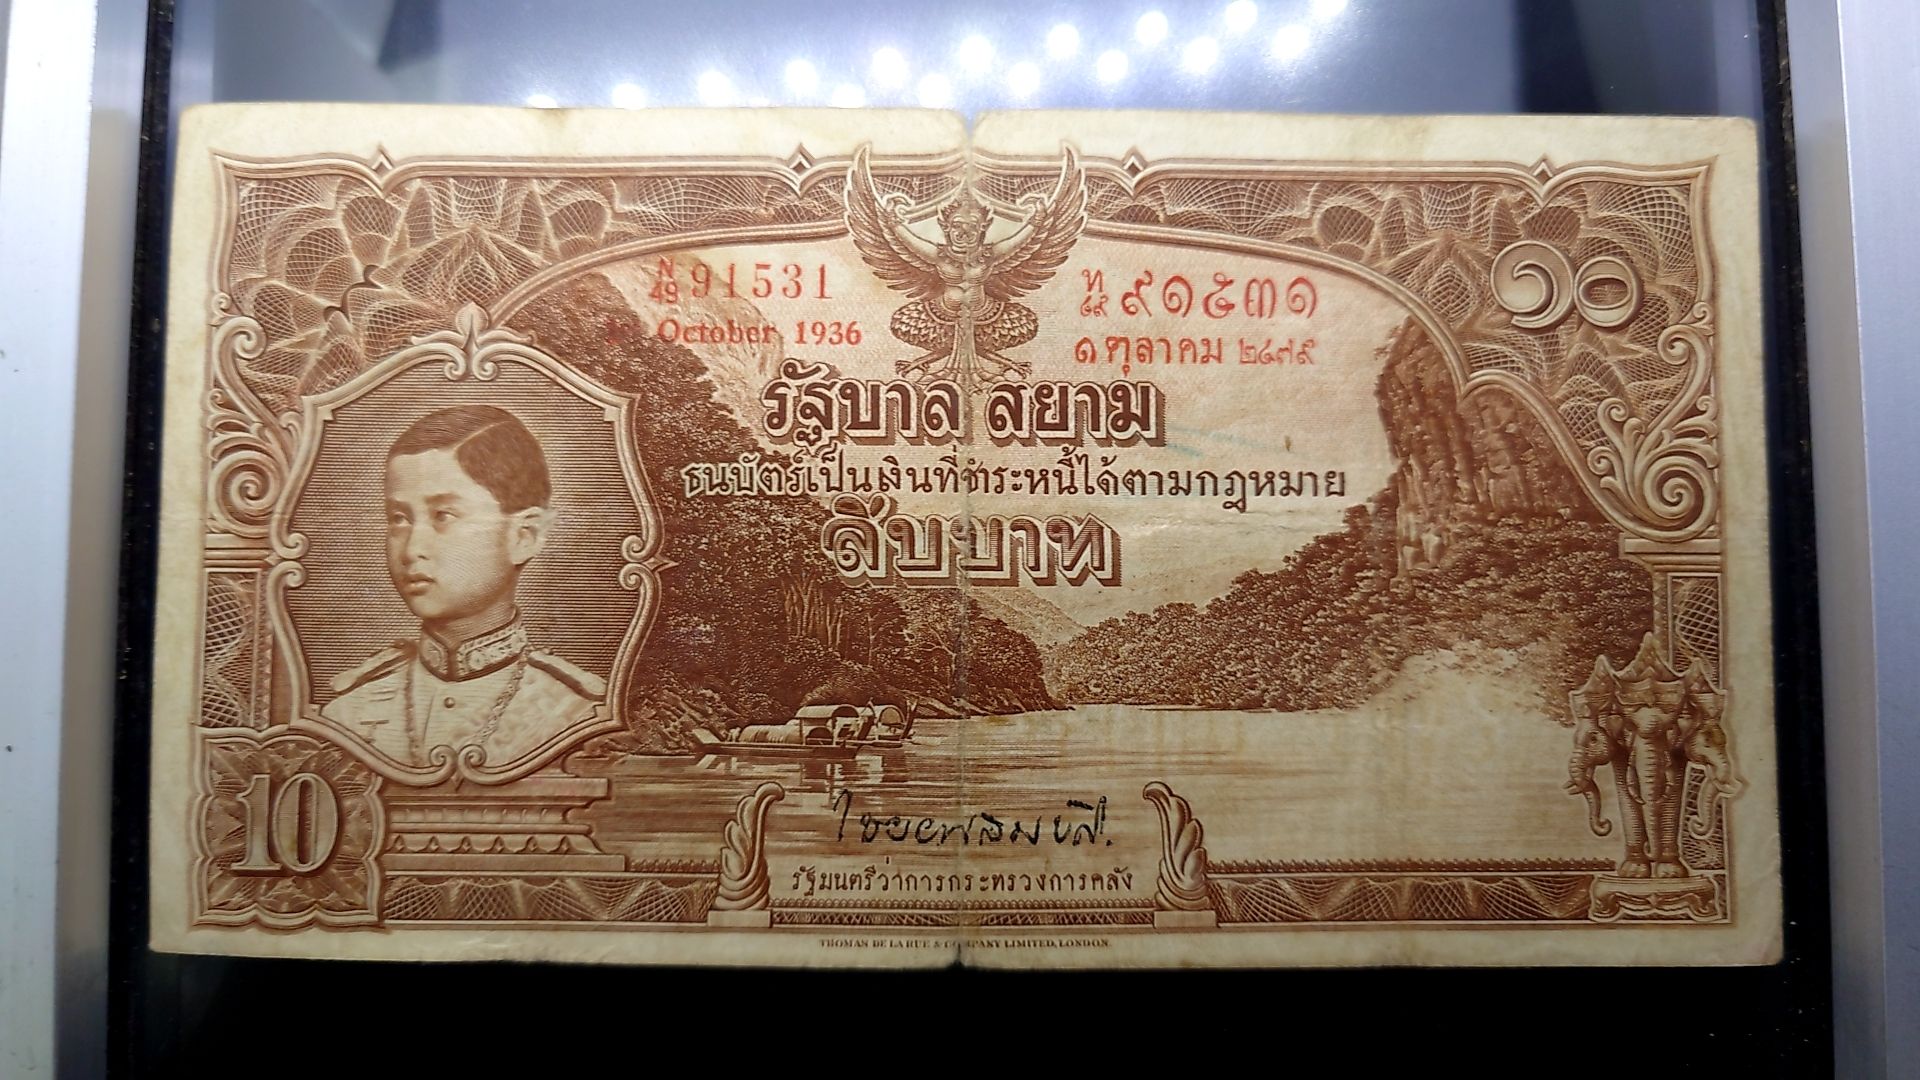 N
49 91531
1st October 1936
ท
๔๙ ๙๑๕๓๑
๑ ตุลาคม ๒๔๗๙
๑๐
รัฐบาล สยาม
ธนบัตร์เป็นเงินที่ชำระหนี้ได้ตามกฎหมาย
สิบบาท
10
รัฐมนตรีว่าการกระทรวงการคลัง
THOMAS DE LA RUE & COMPANY LIMITED, LONDON.